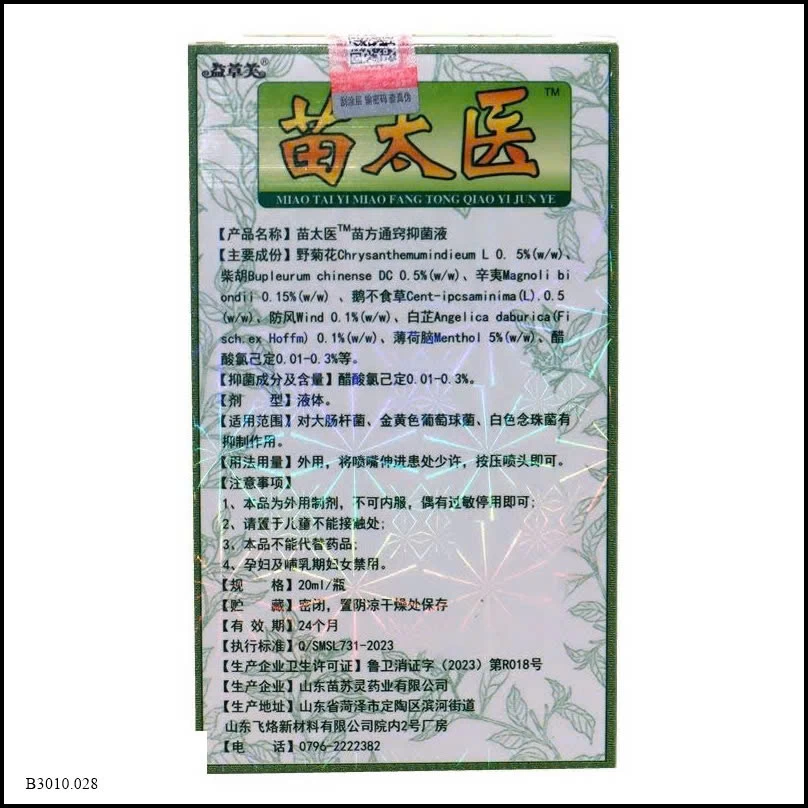 益草美®
刮涂层 输密码 查真伪
苗太医™
MIAO TAI YI MIAO FANG TONG QIAO YI JUN YE
【产品名称】苗太医™苗方通窍抑菌液
【主要成份】野菊花Chrysanthemumindieum L 0. 5%(w/w)、
柴胡Bupleurum chinense DC 0.5%(w/w)、辛夷Magnoli bi
ondii 0.15%(w/w) 、鹅不食草Cent-ipcsaminima(L).0.5
(w/w)、防风Wind 0.1%(w/w)、白芷Angelica daburica(Fi
sch.ex Hoffm) 0.1%(w/w)、薄荷脑Menthol 5%(w/w)、醋
酸氯己定0.01-0.3%等。
【抑菌成分及含量】醋酸氯己定0.01-0.3%。
【剂 型】液体。
【适用范围】对大肠杆菌、金黄色葡萄球菌、白色念珠菌有
抑制作用。
【用法用量】外用，将喷嘴伸进患处少许，按压喷头即可。
【注意事项】
1、本品为外用制剂，不可内服，偶有过敏停用即可；
2、请置于儿童不能接触处；
3、本品不能代替药品；
4、孕妇及哺乳期妇女禁用。
【规 格】20ml/瓶
【贮 藏】密闭，置阴凉干燥处保存
【有 效 期】24个月
【执行标准】Q/SMSL731-2023
【生产企业卫生许可证】鲁卫消证字（2023）第R018号
【生产企业】山东苗苏灵药业有限公司
【生产地址】山东省菏泽市定陶区滨河街道
山东飞烙新材料有限公司院内2号厂房
【电 话】0796-2222382
B3010.028